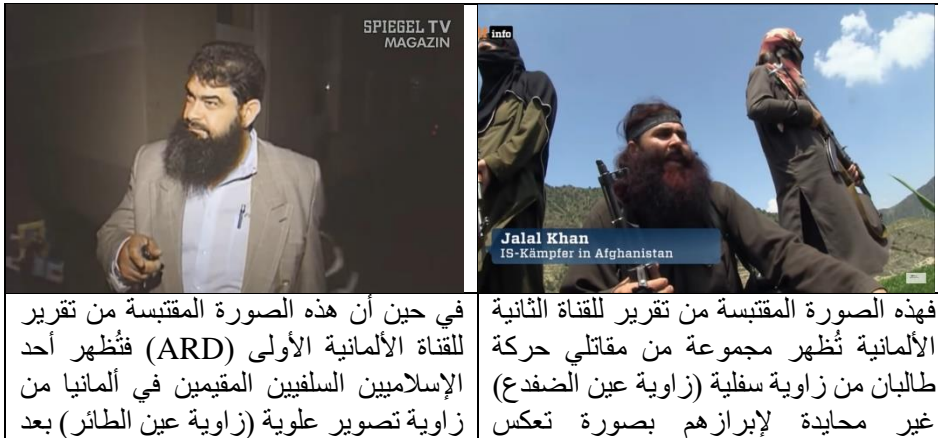 SPIEGEL TV
MAGAZIN
info
Jalal Khan
IS-Kämpfer in Afghanistan
فهذه الصورة المقتبسة من تقرير للقناة الثانية
الألمانية تُظهر مجموعة من مقاتلي حركة
طالبان من زاوية سفلية (زاوية عين الضفدع)
غير محايدة لإبرازهم بصورة تعكس
في حين أن هذه الصورة المقتبسة من تقرير
للقناة الألمانية الأولى (ARD) فتُظهر أحد
الإسلاميين السلفيين المقيمين في ألمانيا من
زاوية تصوير علوية (زاوية عين الطائر) بعد